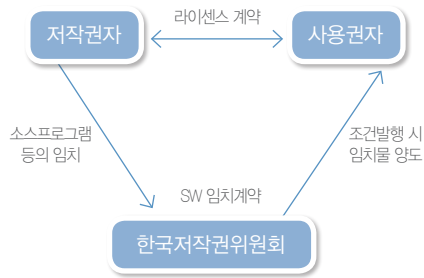 라이센스 계약
저작권자
사용권자
소스프로그램
등의 임치
조건발행 시
임치물 양도
SW 임치계약
한국저작권위원회